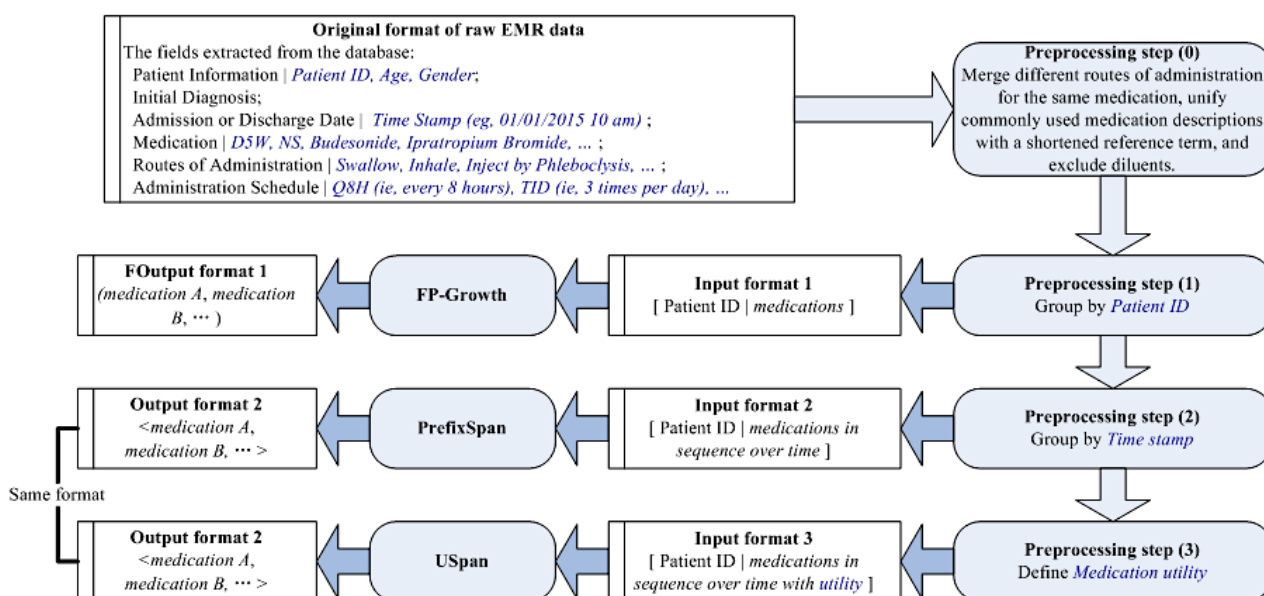 Original format of raw EMR data
The fields extracted from the database:
Patient Information | Patient ID, Age, Gender;
Initial Diagnosis;
Admission or Discharge Date | Time Stamp (eg, 01/01/2015 10 am) ;
Medication | D5W, NS, Budesonide, Ipratropium Bromide, … ;
Routes of Administration | Swallow, Inhale, Inject by Phleboclysis, … ;
Administration Schedule | Q8H (ie, every 8 hours), TID (ie, 3 times per day), …
Preprocessing step (0)
Merge different routes of administration
for the same medication, unify
commonly used medication descriptions
with a shortened reference term, and
exclude diluents.
FOutput format 1
(medication A, medication
B, ⋯ )
FP-Growth
Input format 1
[ Patient ID | medications ]
Preprocessing step (1)
Group by Patient ID
Output format 2
<medication A,
medication B, ⋯ >
PrefixSpan
Input format 2
[ Patient ID | medications in
sequence over time ]
Preprocessing step (2)
Group by Time stamp
Same format
Output format 2
<medication A,
medication B, ⋯ >
USpan
Input format 3
[ Patient ID | medications in
sequence over time with utility ]
Preprocessing step (3)
Define Medication utility